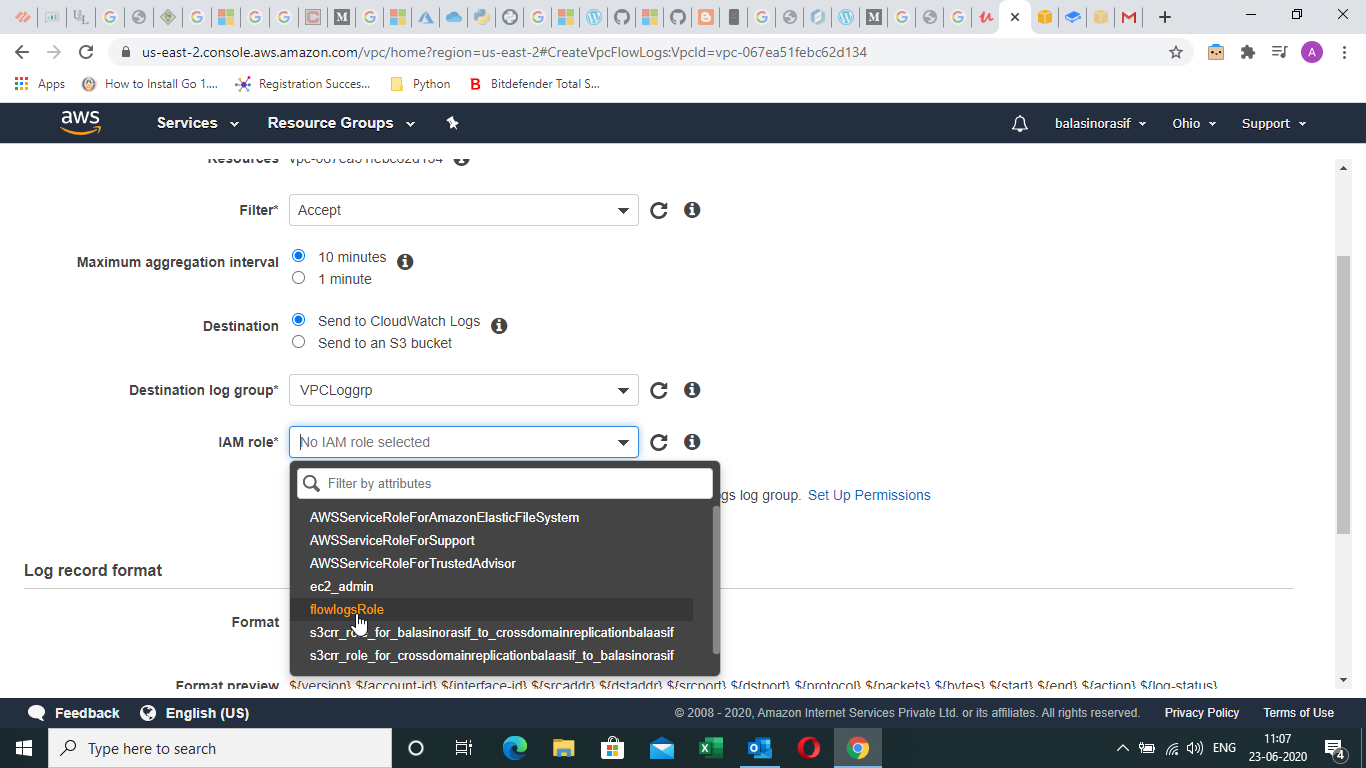 us-east-2.console.aws.amazon.com/vpc/home?region=us-east-2#CreateVpcFlowLogs:VpcId=vpc-067ea51febc62d134
A
Apps
How to Install Go 1....
Registration Succes...
Python
Bitdefender Total S...
aws
Services
Resource Groups
balasinorasif
Ohio
Support
Resources vpc-067ea51febc62d134
Filter* Accept
Maximum aggregation interval
10 minutes
1 minute
Destination
Send to CloudWatch Logs
Send to an S3 bucket
Destination log group* VPCLoggrp
IAM role* No IAM role selected
Filter by attributes
gs log group. Set Up Permissions
AWSServiceRoleForAmazonElasticFileSystem
AWSServiceRoleForSupport
AWSServiceRoleForTrustedAdvisor
ec2_admin
flowlogsRole
s3crr_role_for_balasinorasif_to_crossdomainreplicationbalaasif
s3crr_role_for_crossdomainreplicationbalaasif_to_balasinorasif
Log record format
Format
Format preview ${version} ${account-id} ${interface-id} ${srcaddr} ${dstaddr} ${srcport} ${dstport} ${protocol} ${packets} ${bytes} ${start} ${end} ${action} ${log-status}
Feedback
English (US)
© 2008 - 2020, Amazon Internet Services Private Ltd. or its affiliates. All rights reserved.
Privacy Policy
Terms of Use
Type here to search
ENG
11:07
23-06-2020
4